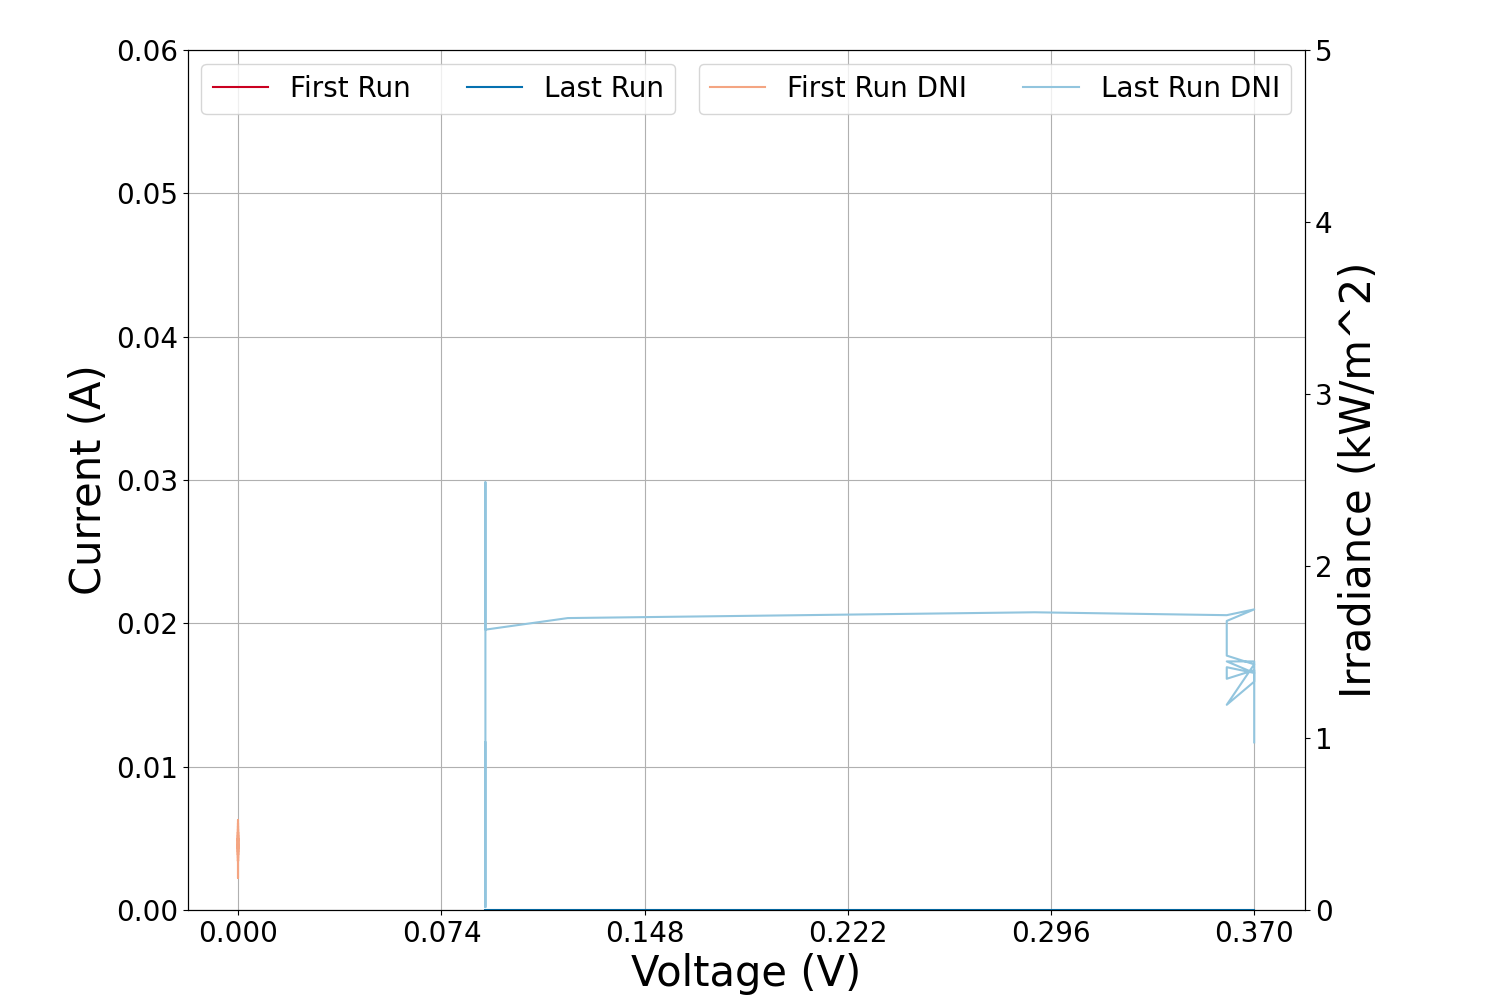 First Run
Last Run
First Run DNI
Last Run DNI
0.06
0.05
0.04
0.03
0.02
0.01
0.00
Current (A)
5
4
3
2
1
0
Irradiance (kW/m^2)
0.000 0.074 0.148 0.222 0.296 0.370
Voltage (V)